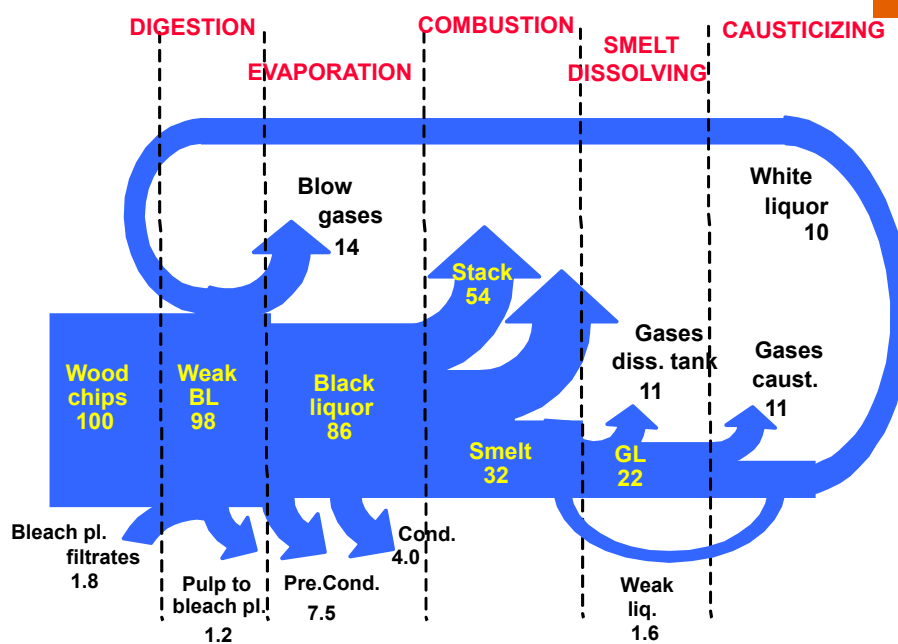 DIGESTION
EVAPORATION
COMBUSTION
SMELT
DISSOLVING
CAUSTICIZING
Blow
gases
14
White
liquor
10
Stack
54
Gases
diss. tank
11
Gases
caust.
11
Wood
chips
100
Weak
BL
98
Black
liquor
86
Smelt
32
GL
22
Bleach pl.
filtrates
1.8
Pulp to
bleach pl.
1.2
Pre.Cond.
7.5
Cond.
4.0
Weak
liq.
1.6